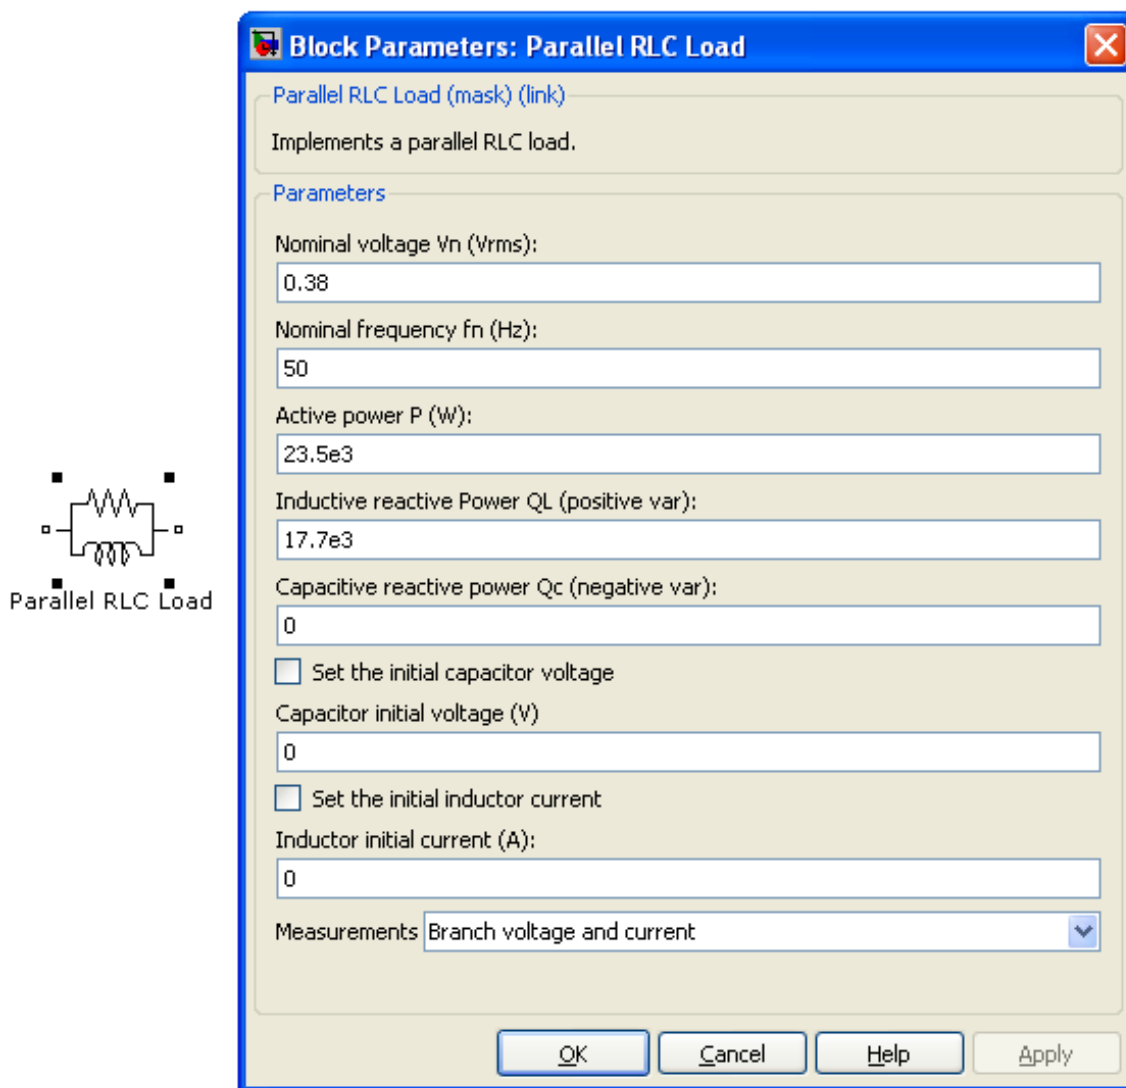 Block Parameters: Parallel RLC Load
Parallel RLC Load (mask) (link)
Implements a parallel RLC load.
Parameters
Nominal voltage Vn (Vrms):
0.38
Nominal frequency fn (Hz):
50
Active power P (W):
23.5e3
Inductive reactive Power QL (positive var):
17.7e3
Capacitive reactive power Qc (negative var):
0
Set the initial capacitor voltage
Capacitor initial voltage (V)
0
Set the initial inductor current
Inductor initial current (A):
0
Measurements Branch voltage and current
OK Cancel Help Apply
Parallel RLC Load